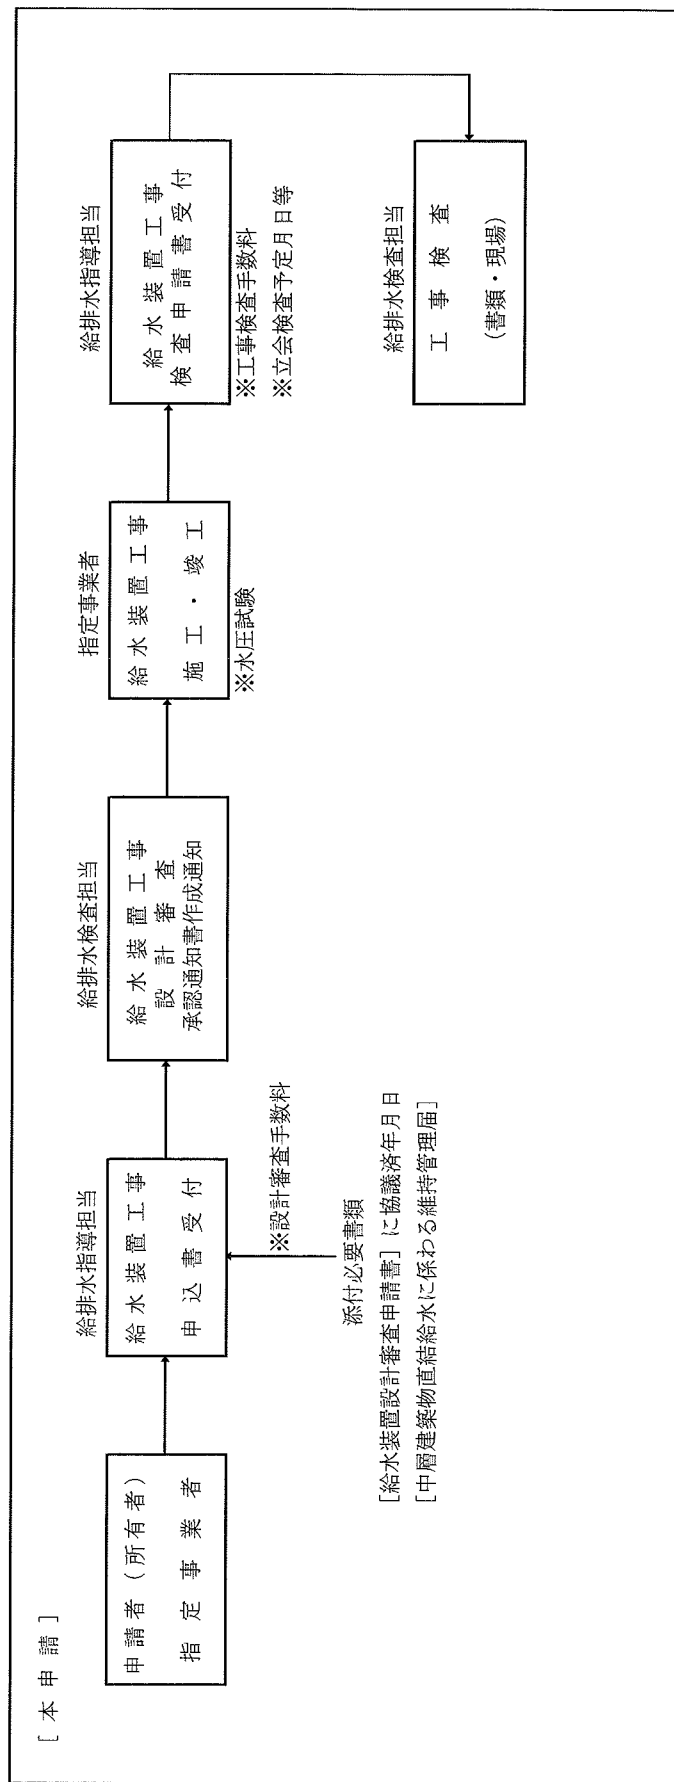 [ 本 申 請 ]
申 請 者 ( 所 有 者 )
指 定 事 業 者
給排水指導担当
給 水 装 置 工 事
申 込 書 受 付
※設計審査手数料
添付必要書類
[給水装置設計審査申請書] に協議済年月日
[中層建築物直結給水に係わる維持管理届]
給排水検査担当
給 水 装 置 工 事
設 計 審 査
承認通知書作成通知
指定事業者
給 水 装 置 工 事
施 工 ・ 竣 工
※水圧試験
給排水指導担当
給 水 装 置 工 事
検 査 申 請 書 受 付
※工事検査手数料
※立会検査予定月日等
給排水検査担当
工 事 検 査
(書類・現場)